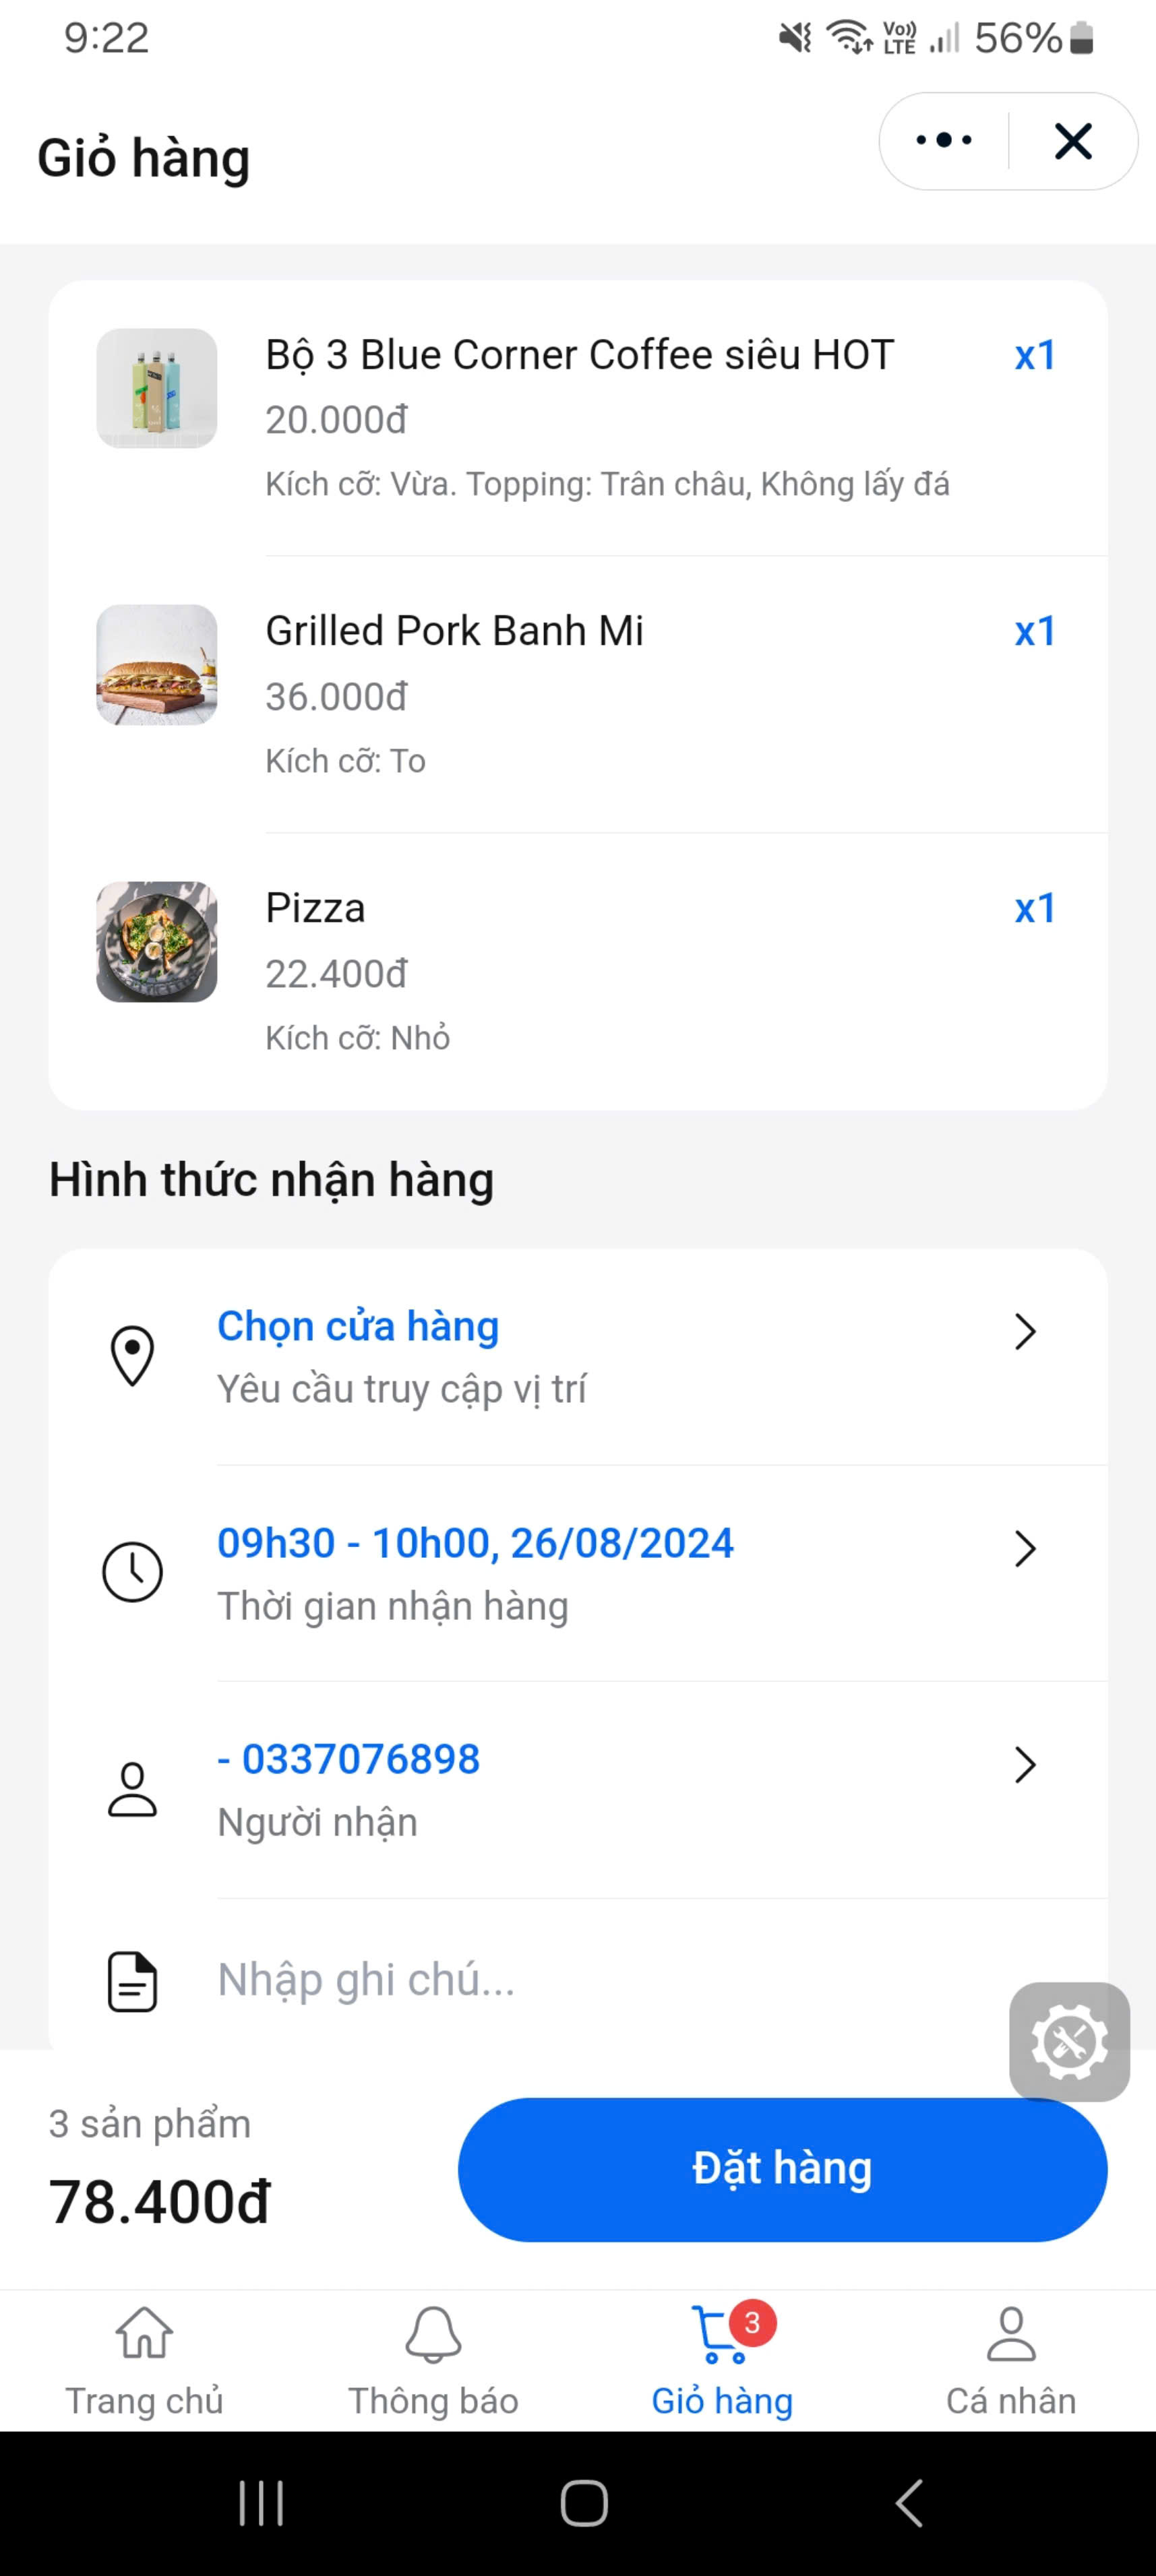 9:22
Vo)) LTE
56%
Giỏ hàng
Bộ 3 Blue Corner Coffee siêu HOT
x1
20.000đ
Kích cỡ: Vừa. Topping: Trân châu, Không lấy đá
Grilled Pork Banh Mi
x1
36.000đ
Kích cỡ: To
Pizza
x1
22.400đ
Kích cỡ: Nhỏ
Hình thức nhận hàng
Chọn cửa hàng
Yêu cầu truy cập vị trí
09h30 - 10h00, 26/08/2024
Thời gian nhận hàng
- 0337076898
Người nhận
Nhập ghi chú...
3 sản phẩm
78.400đ
Đặt hàng
3
Trang chủ
Thông báo
Giỏ hàng
Cá nhân